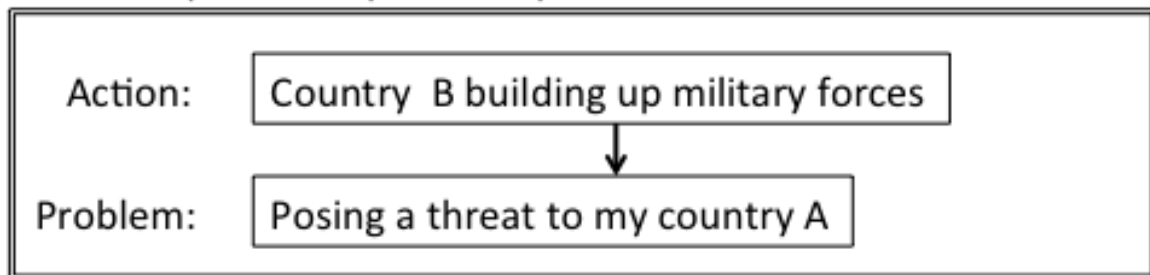 Action: Country B building up military forces
Problem: Posing a threat to my country A